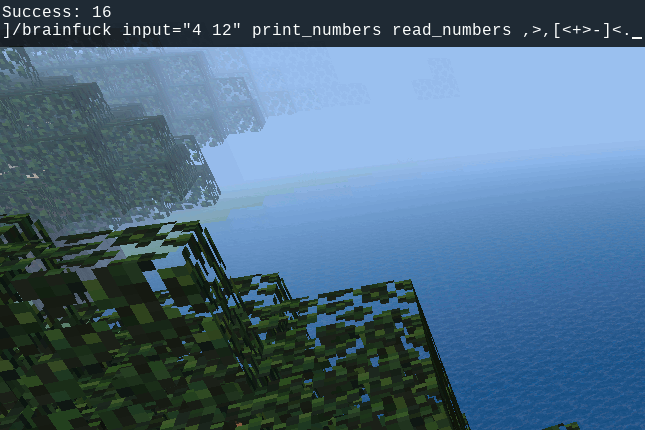 Success: 16
]/brainfuck input="4 12" print_numbers read_numbers ,>,[<+>-]<._